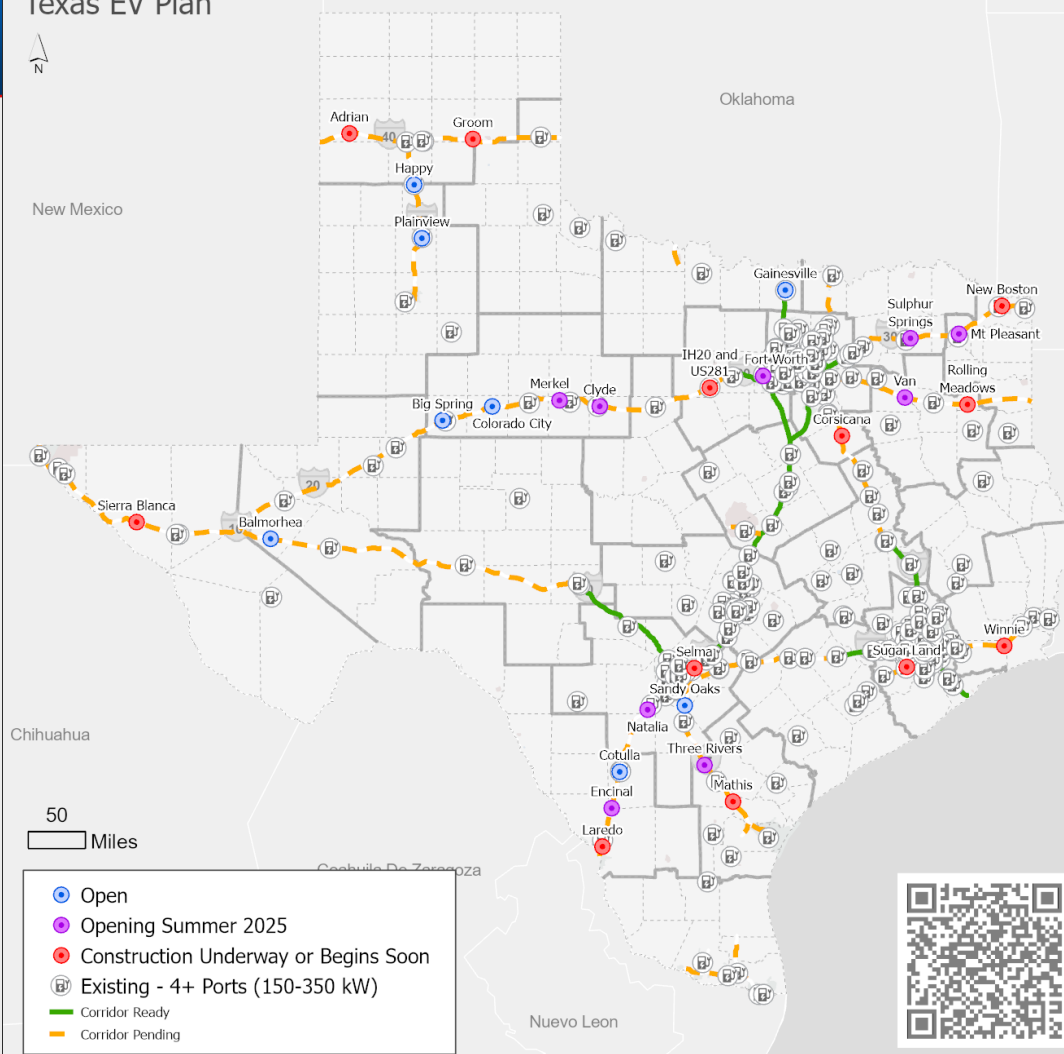 Texas EV Plan
N
Oklahoma
Adrian
40
Groom
Happy
New Mexico
Plainview
Gainesville
New Boston
Sulphur
Springs
30
Mt Pleasant
IH20 and
US281
Fort Worth
Rolling
Meadows
Van
Merkel
Clyde
Big Spring
Colorado City
Corsicana
20
Sierra Blanca
10
Balmorhea
Winnie
Selma
Sugar Land
Sandy Oaks
Natalia
Chihuahua
Three Rivers
Cotulla
Mathis
Encinal
Laredo
50
Miles
Coahuila De Zaragoza
Open
Opening Summer 2025
Construction Underway or Begins Soon
Existing - 4+ Ports (150-350 kW)
Corridor Ready
Corridor Pending
Nuevo Leon